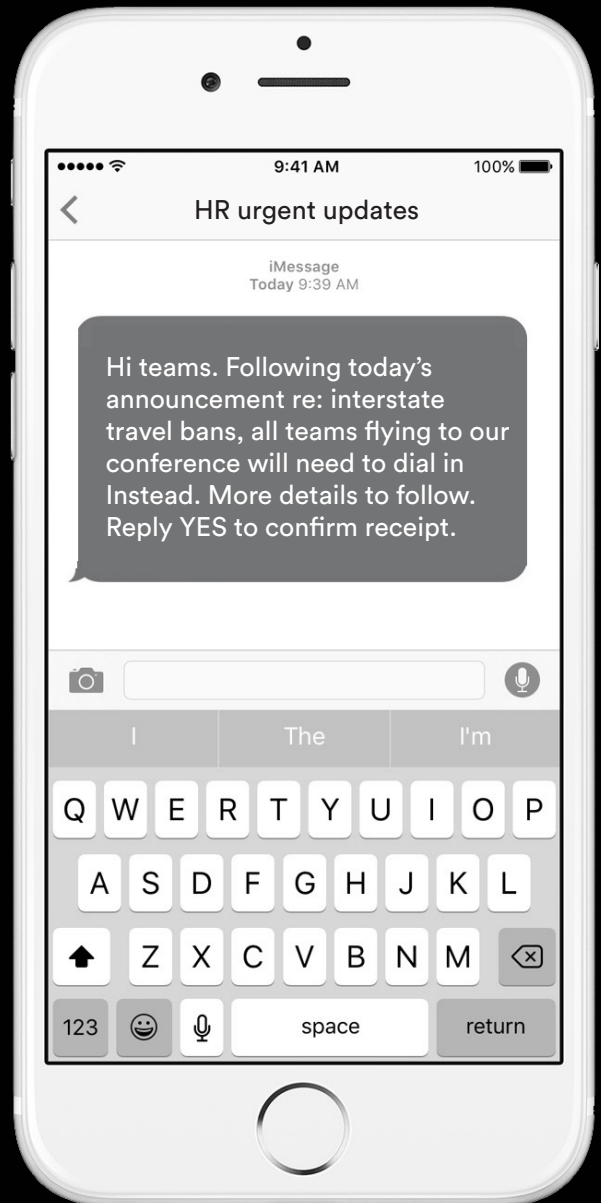 9:41 AM 100%
HR urgent updates
iMessage
Today 9:39 AM
Hi teams. Following today’s
announcement re: interstate
travel bans, all teams flying to our
conference will need to dial in
Instead. More details to follow.
Reply YES to confirm receipt.
I The I'm
Q W E R T Y U I O P
A S D F G H J K L
Z X C V B N M
123 space return